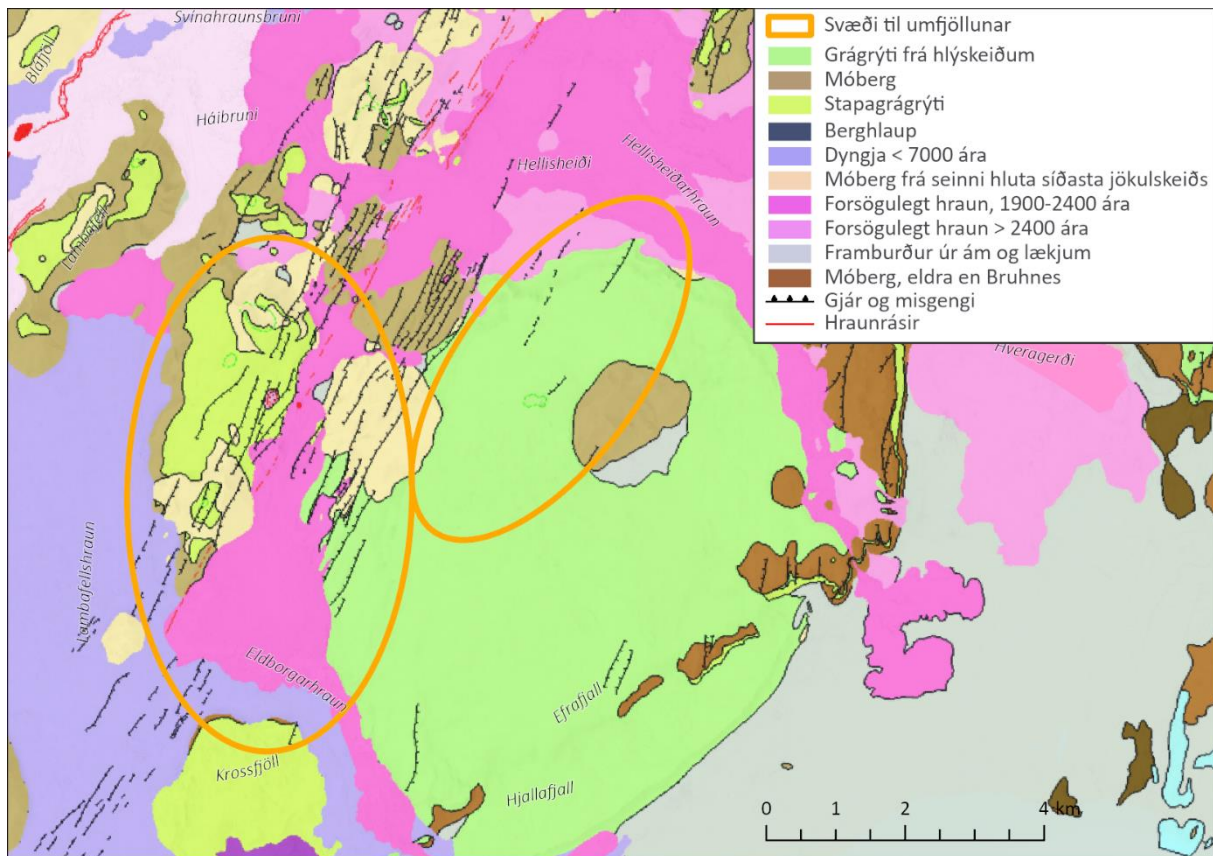 Svínahraunsbruni
Bláfjöll
Háibruni
Hellisheiði
Hellisheiðarhraun
Lambafell
Hveragerði
Lambafellshraun
Eldborgarhraun
Efrafjall
Krossfjöll
Hjallafjall
Svæði til umfjöllunar
Grágrýti frá hlýskeiðum
Móberg
Stapagrágrýti
Berghlaup
Dyngja < 7000 ára
Móberg frá seinni hluta síðasta jökulskeiðs
Forsögulegt hraun, 1900-2400 ára
Forsögulegt hraun > 2400 ára
Framburður úr ám og lækjum
Móberg, eldra en Bruhnes
Gjár og misgengi
Hraunrásir
0 1 2 4 km